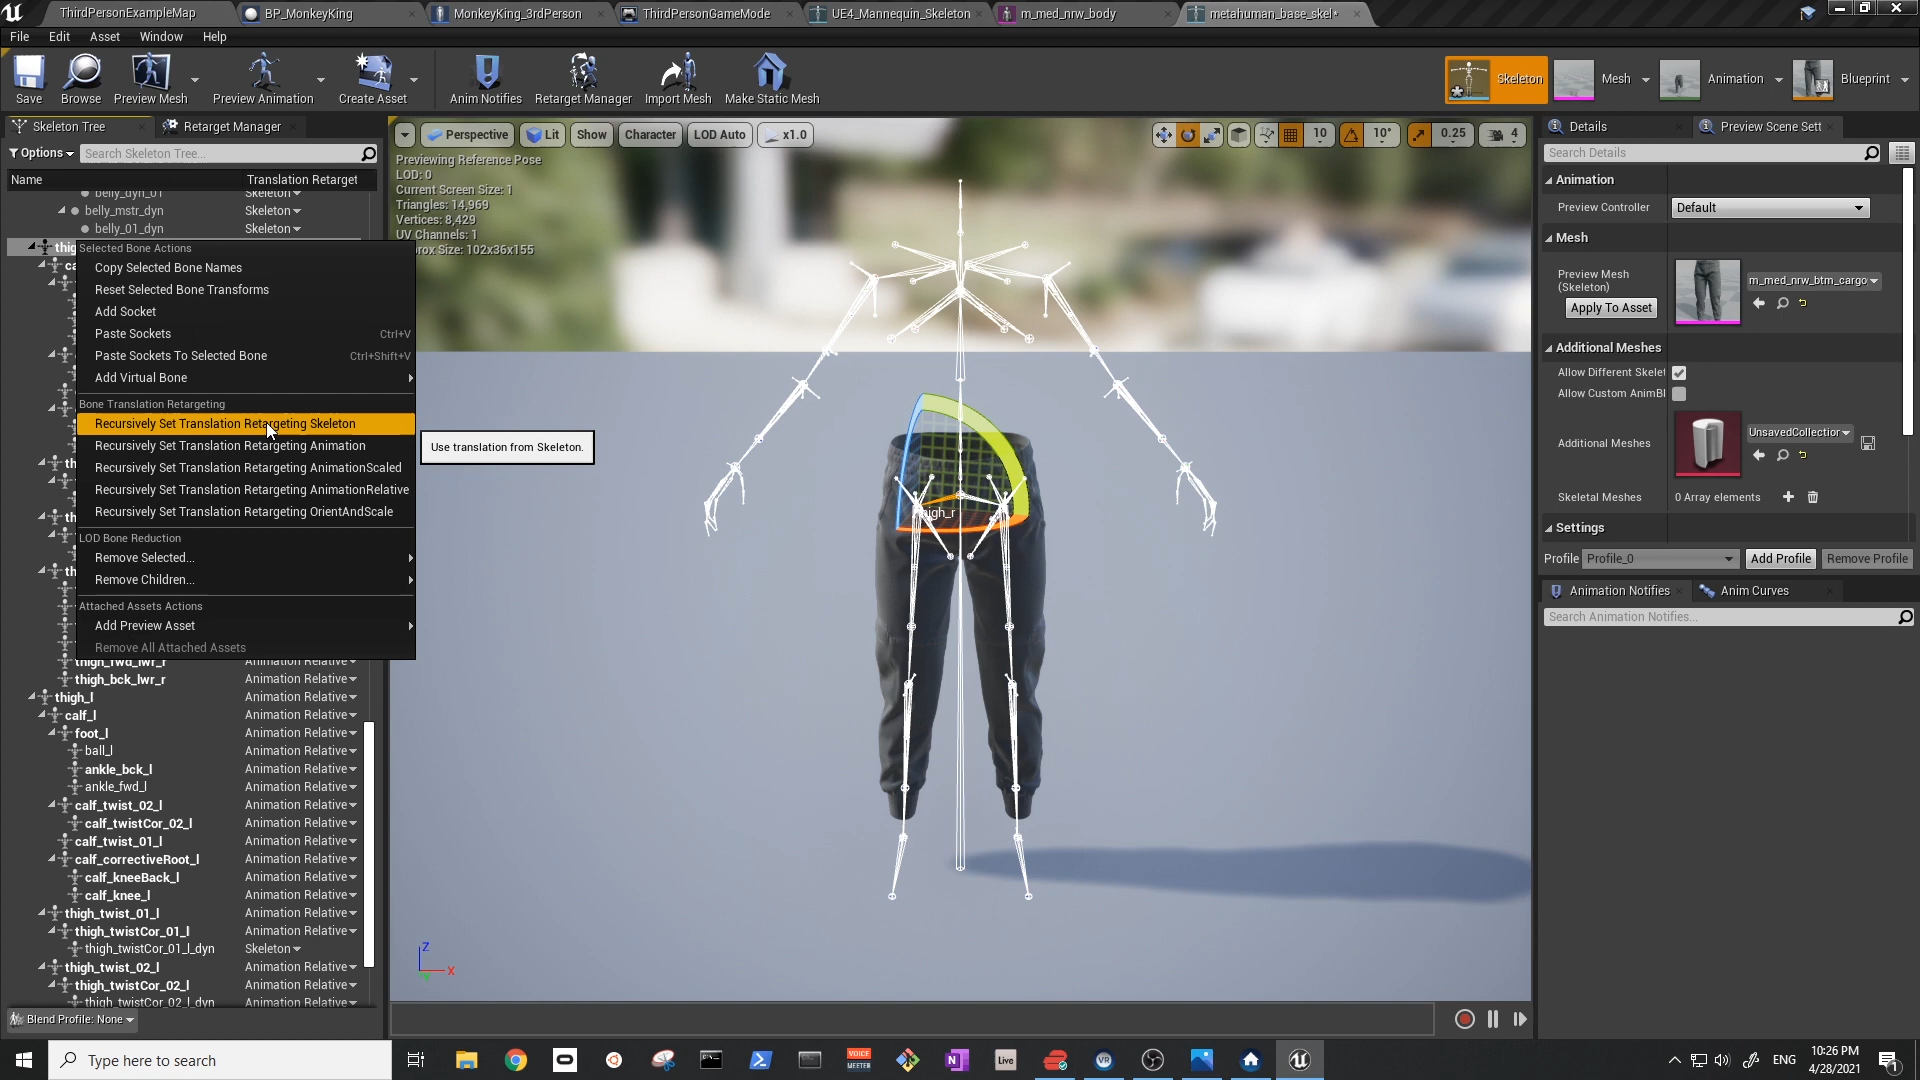 ThirdPersonExampleMap
BP_MonkeyKing
MonkeyKing_3rdPerson
ThirdPersonGameMode
UE4_Mannequin_Skeleton
m_med_nrw_body
metahuman_base_skel*
File
Edit
Asset
Window
Help
Save
Browse
Preview Mesh
Preview Animation
Create Asset
Anim Notifies
Retarget Manager
Import Mesh
Make Static Mesh
Skeleton
Mesh
Animation
Blueprint
Skeleton Tree
Retarget Manager
Options
Search Skeleton Tree...
Name
Translation Retarget
belly_dyn_01 Skeleton
belly_mstr_dyn Skeleton
belly_01_dyn Skeleton
Selected Bone Actions
Copy Selected Bone Names
Reset Selected Bone Transforms
Add Socket
Paste Sockets Ctrl+V
Paste Sockets To Selected Bone Ctrl+Shift+V
Add Virtual Bone
Bone Translation Retargeting
Recursively Set Translation Retargeting Skeleton
Recursively Set Translation Retargeting Animation
Recursively Set Translation Retargeting AnimationScaled
Recursively Set Translation Retargeting AnimationRelative
Recursively Set Translation Retargeting OrientAndScale
LOD Bone Reduction
Remove Selected...
Remove Children...
Attached Assets Actions
Add Preview Asset
Remove All Attached Assets
Use translation from Skeleton.
thigh_fwd_lwr_r Animation Relative
thigh_bck_lwr_r Animation Relative
thigh_l Animation Relative
calf_l Animation Relative
foot_l Animation Relative
ball_l Animation Relative
ankle_bck_l Animation Relative
ankle_fwd_l Animation Relative
calf_twist_02_l Animation Relative
calf_twistCor_02_l Animation Relative
calf_twist_01_l Animation Relative
calf_correctiveRoot_l Animation Relative
calf_kneeBack_l Animation Relative
calf_knee_l Animation Relative
thigh_twist_01_l Animation Relative
thigh_twistCor_01_l Animation Relative
thigh_twistCor_01_l_dyn Skeleton
thigh_twist_02_l Animation Relative
thigh_twistCor_02_l Animation Relative
thigh_twistCor_02_l_dyn Animation Relative
Blend Profile: None
Perspective
Lit
Show
Character
LOD Auto
x1.0
10
10°
0.25
4
Previewing Reference Pose
LOD: 0
Current Screen Size: 1
Triangles: 14,969
Vertices: 8,429
UV Channels: 1
Size: 102x36x155
Z
X
Details
Preview Scene Sett
Search Details
Animation
Preview Controller Default
Mesh
Preview Mesh
(Skeleton)
Apply To Asset
m_med_nrw_btm_cargo
Additional Meshes
Allow Different Skelet
Allow Custom AnimBl
Additional Meshes
UnsavedCollection
Skeletal Meshes 0 Array elements
Settings
Profile Profile_0 Add Profile Remove Profile
Animation Notifies
Anim Curves
Search Animation Notifies...
Type here to search
VOICE
MEETER
N
Live
VR
ENG
10:26 PM
4/28/2021
1